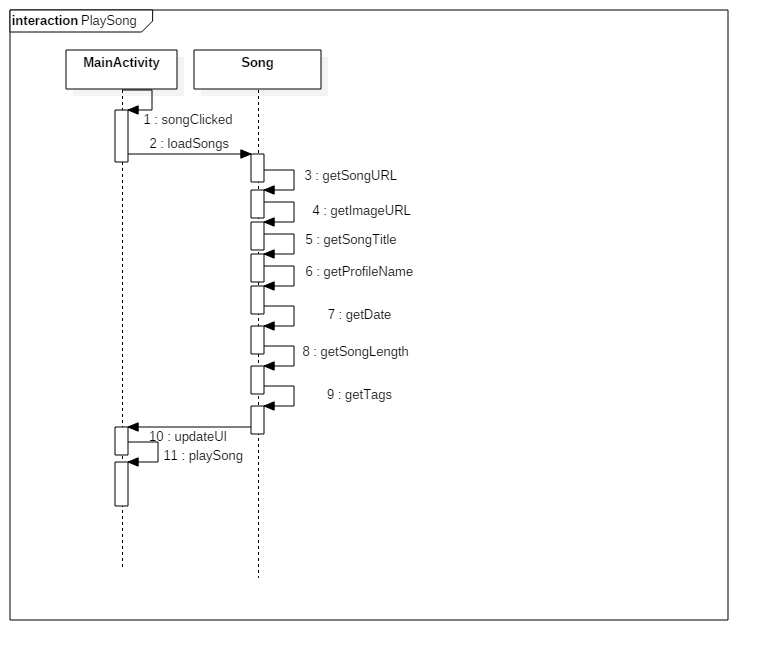 interaction PlaySong
MainActivity
Song
1 : songClicked
2 : loadSongs
3 : getSongURL
4 : getImageURL
5 : getSongTitle
6 : getProfileName
7 : getDate
8 : getSongLength
9 : getTags
10 : updateUI
11 : playSong